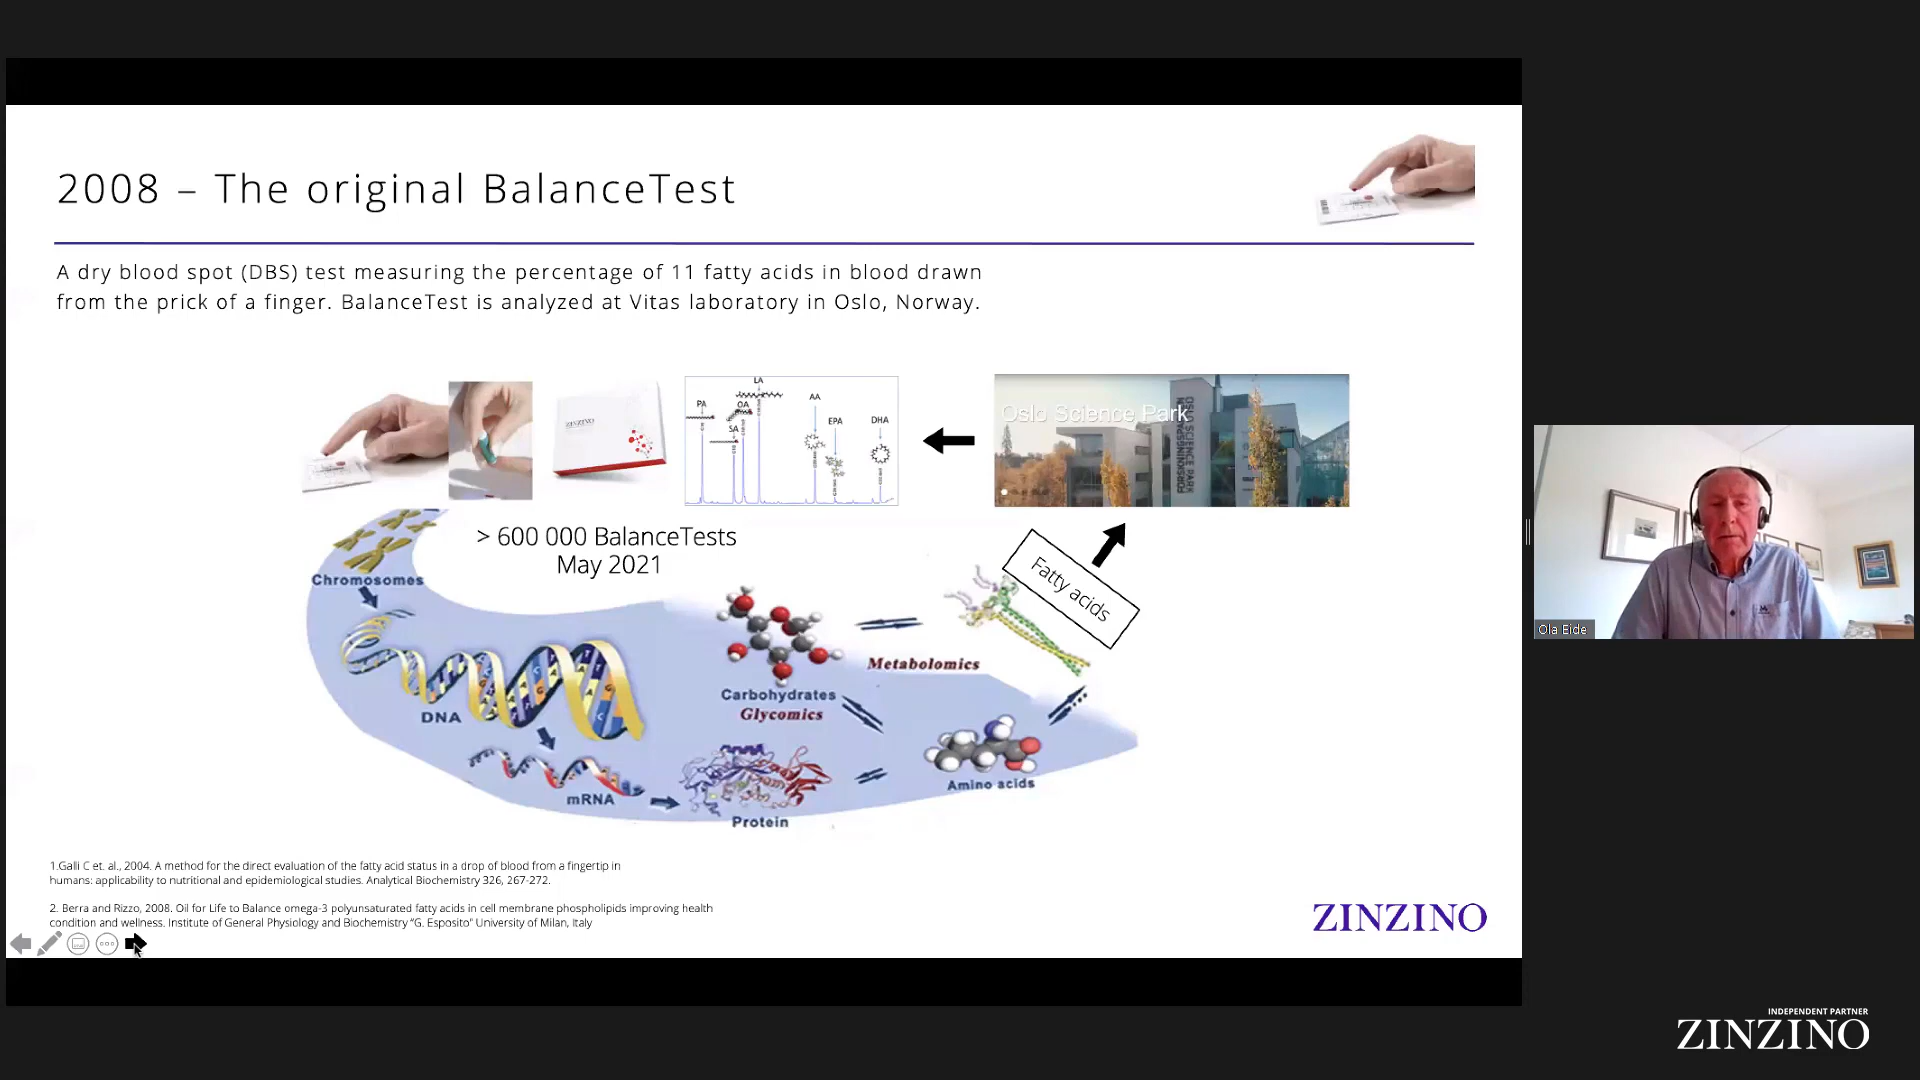 2008 – The original BalanceTest
A dry blood spot (DBS) test measuring the percentage of 11 fatty acids in blood drawn
from the prick of a finger. BalanceTest is analyzed at Vitas laboratory in Oslo, Norway.
ZINZINO
LA
PA
OA
SA
AA
EPA
DHA
Oslo Science Park
FORSKNINGSPARKEN
OSLO SCIENCE PARK
> 600 000 BalanceTests
May 2021
Fatty acids
Chromosomes
DNA
mRNA
Protein
Carbohydrates
Glycomics
Metabolomics
Amino acids
1.Galli C et. al., 2004. A method for the direct evaluation of the fatty acid status in a drop of blood from a fingertip in
humans: applicability to nutritional and epidemiological studies. Analytical Biochemistry 326, 267-272.
2. Berra and Rizzo, 2008. Oil for Life to Balance omega-3 polyunsaturated fatty acids in cell membrane phospholipids improving health
condition and wellness. Institute of General Physiology and Biochemistry “G. Esposito" University of Milan, Italy
ZINZINO
Ola Eide
INDEPENDENT PARTNER
ZINZINO